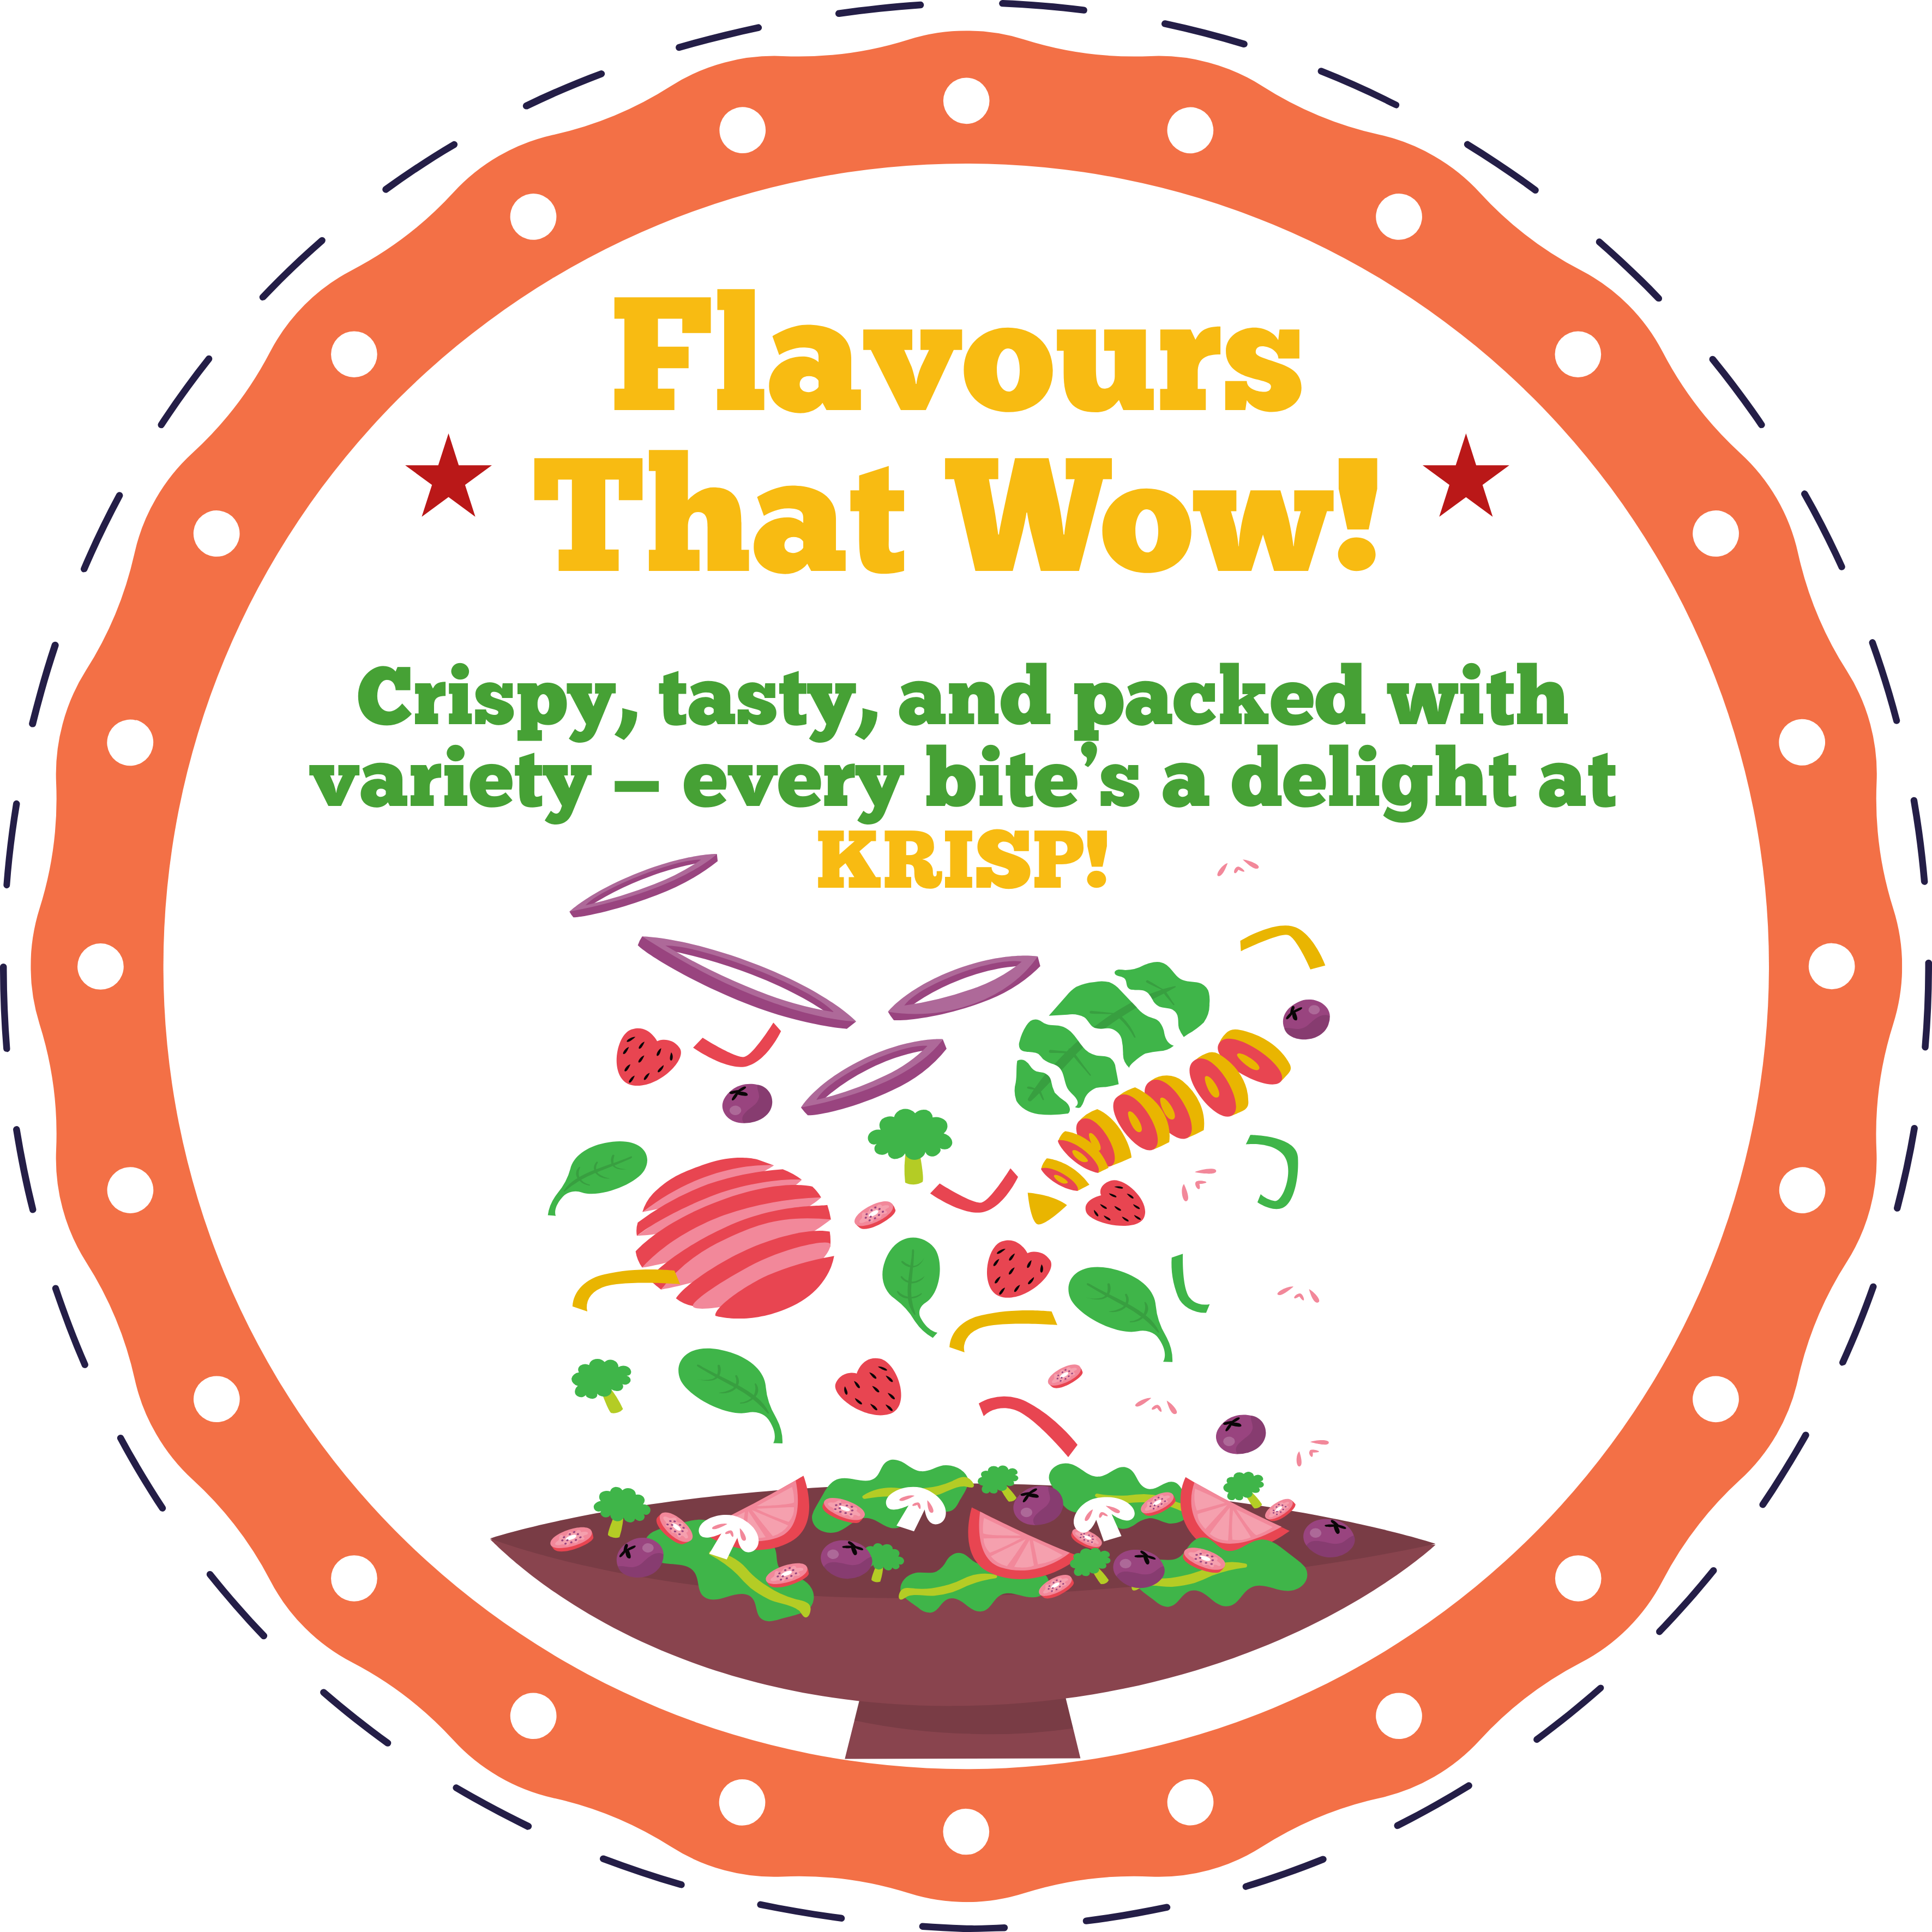 Flavours
That Wow!
Crispy, tasty, and packed with
variety — every bite's a delight at
KRISP!